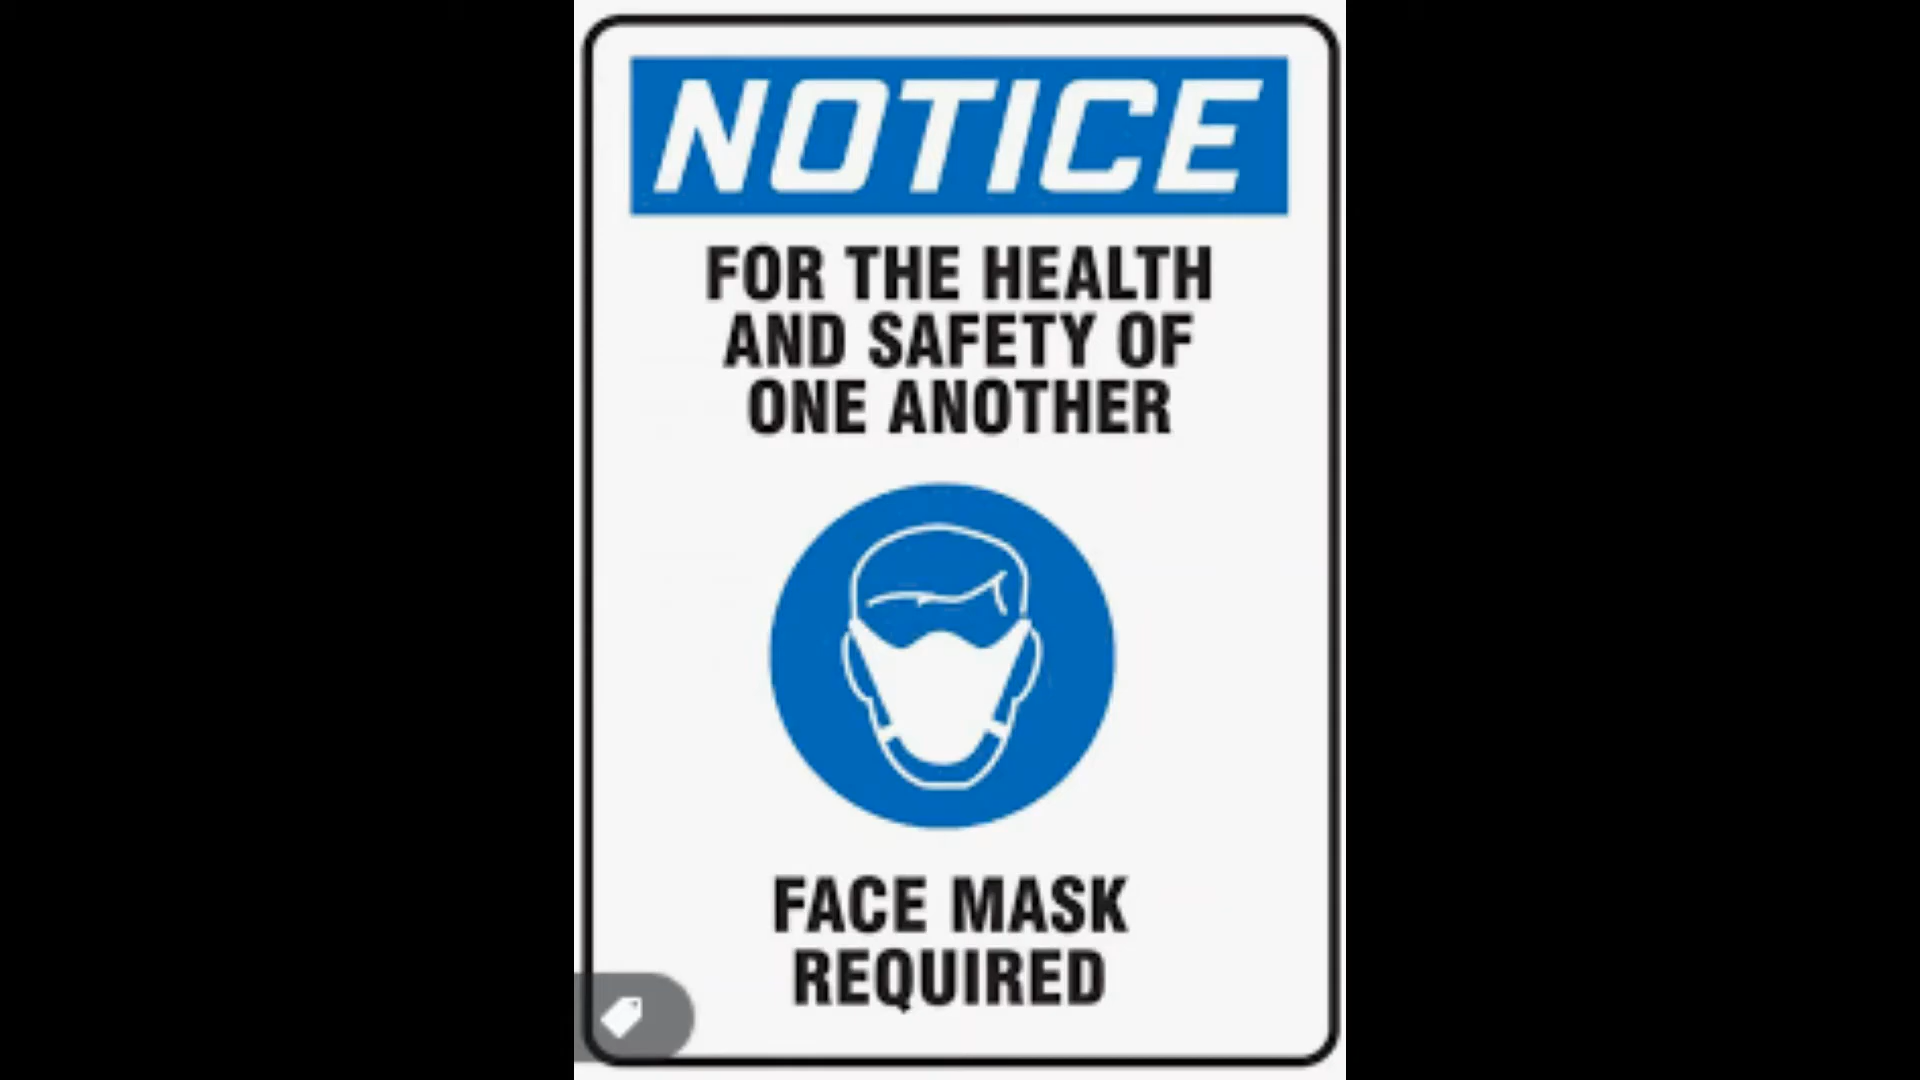 NOTICE
FOR THE HEALTH
AND SAFETY OF
ONE ANOTHER
FACE MASK
REQUIRED